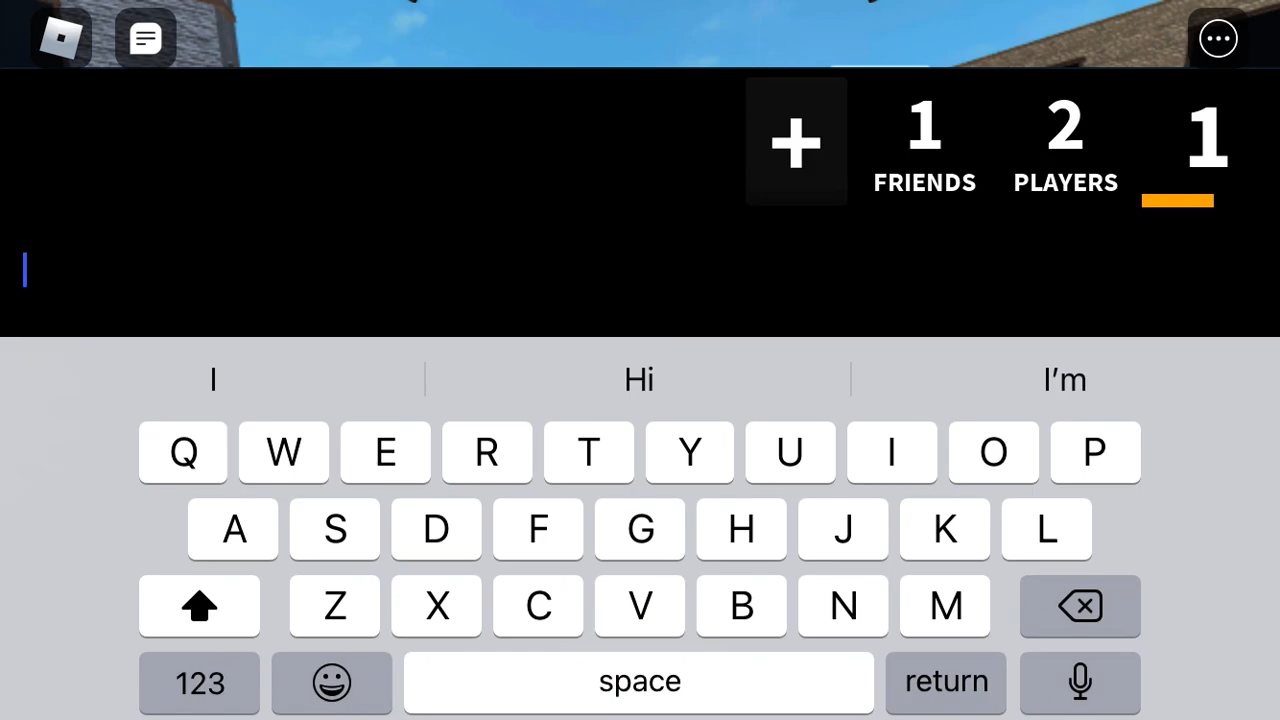 1 2 1
FRIENDS PLAYERS
I Hi I’m
Q W E R T Y U I O P
A S D F G H J K L
Z X C V B N M
123 space return